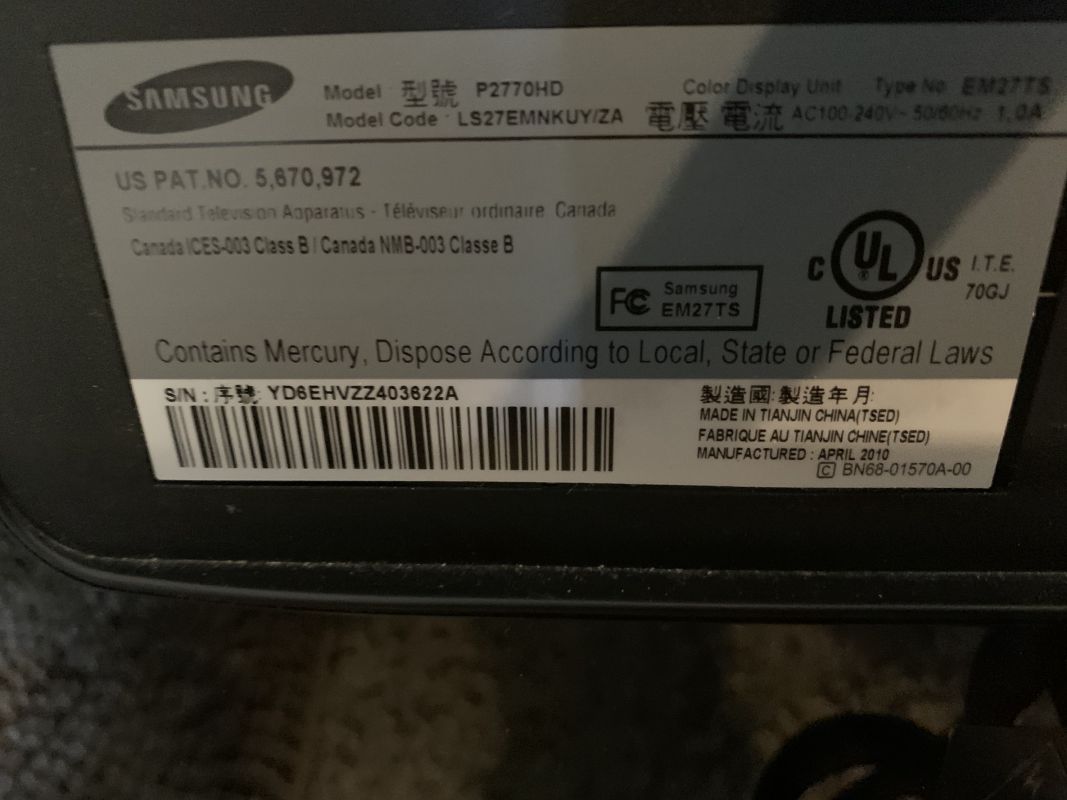 SAMSUNG
Model 型號 P2770HD
Model Code : LS27EMNKUY/ZA
Color Display Unit Type No EM27TS
電壓 電流 AC100-240V~ 50/60Hz 1,0A
US PAT.NO. 5,670,972
Standard Television Apparatus - Téléviseur ordinaire, Canada
Canada ICES-003 Class B / Canada NMB-003 Classe B
FC Samsung
EM27TS
C UL ® US
LISTED
I.T.E.
70GJ
Contains Mercury, Dispose According to Local, State or Federal Laws
S/N : 序號: YD6EHVZZ403622A
製造國: 製造年月:
MADE IN TIANJIN CHINA(TSED)
FABRIQUE AU TIANJIN CHINE(TSED)
MANUFACTURED : APRIL 2010
C BN68-01570A-00